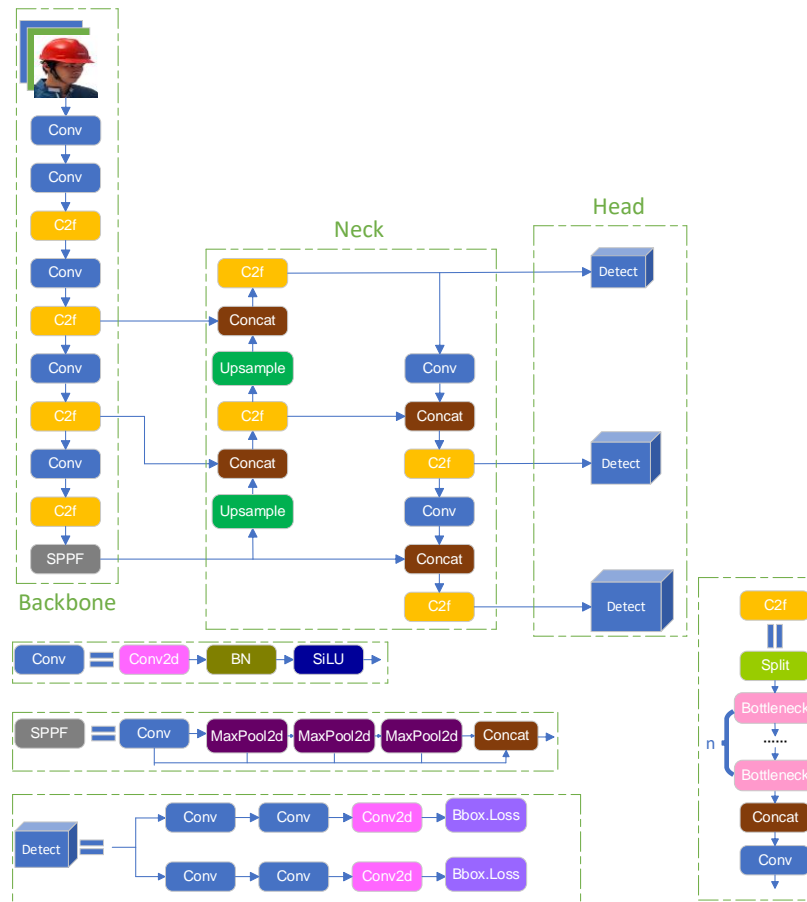 Conv
Conv
C2f
Conv
C2f
Conv
C2f
Conv
C2f
SPPF
Backbone
Neck
C2f
Concat
Upsample
C2f
Concat
Upsample
Conv
Concat
C2f
Conv
Concat
C2f
Head
Detect
Detect
Detect
Conv
Conv2d
BN
SiLU
SPPF
Conv
MaxPool2d
MaxPool2d
MaxPool2d
Concat
Detect
Conv
Conv
Conv2d
Bbox.Loss
Conv
Conv
Conv2d
Bbox.Loss
C2f
Split
Bottleneck
......
n
Bottleneck
Concat
Conv